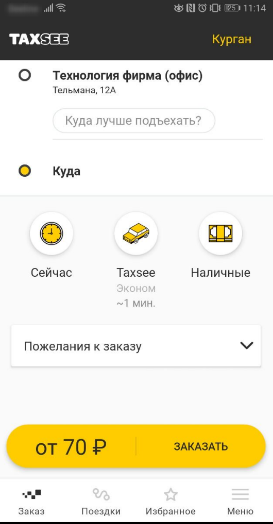 11:14
TAXSEE
Курган
Технология фирма (офис)
Тельмана, 12А
Куда лучше подъехать?
Куда
Сейчас
Taxsee
Наличные
Эконом
~1 мин.
Пожелания к заказу
от 70 ₽
ЗАКАЗАТЬ
Заказ
Поездки
Избранное
Меню